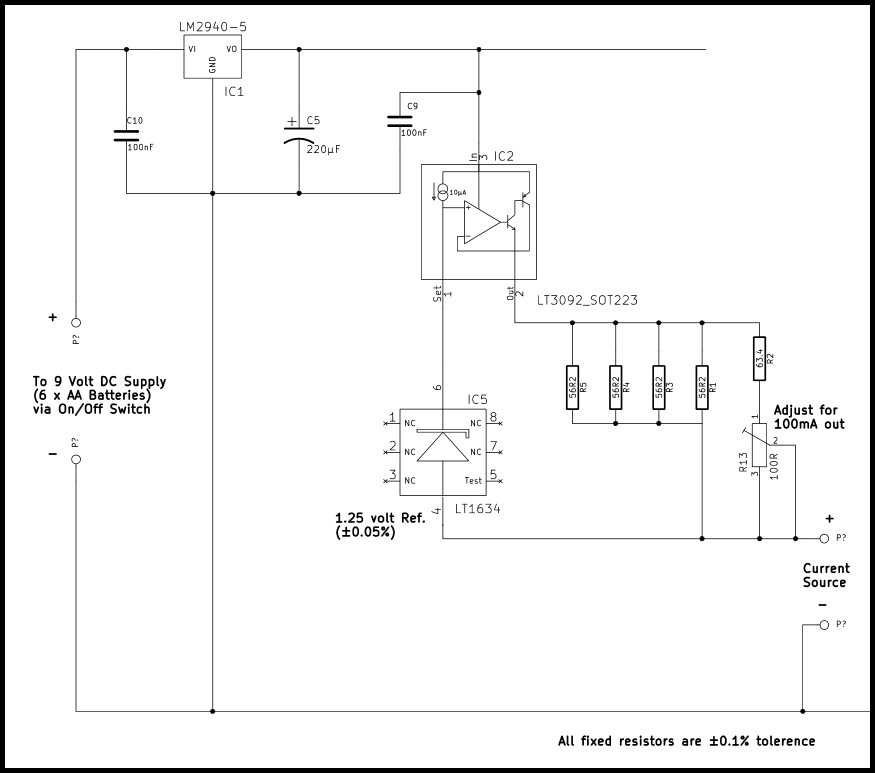 LM2940-5
VI
VO
GND
IC1
C10
100nF
+
C5
220µF
C9
100nF
In
3
IC2
10µA
+
−
Set
1
Out
2
LT3092_SOT223
+
P?
To 9 Volt DC Supply
(6 x AA Batteries)
via On/Off Switch
P?
−
56R2
R5
56R2
R4
56R2
R3
56R2
R1
63.4
R2
Adjust for
100mA out
1
2
3
R13
100R
6
IC5
1
NC
NC
8
2
NC
NC
7
3
NC
Test
5
4
LT1634
1.25 volt Ref.
(±0.05%)
+
P?
Current
Source
−
P?
All fixed resistors are ±0.1% tolerence